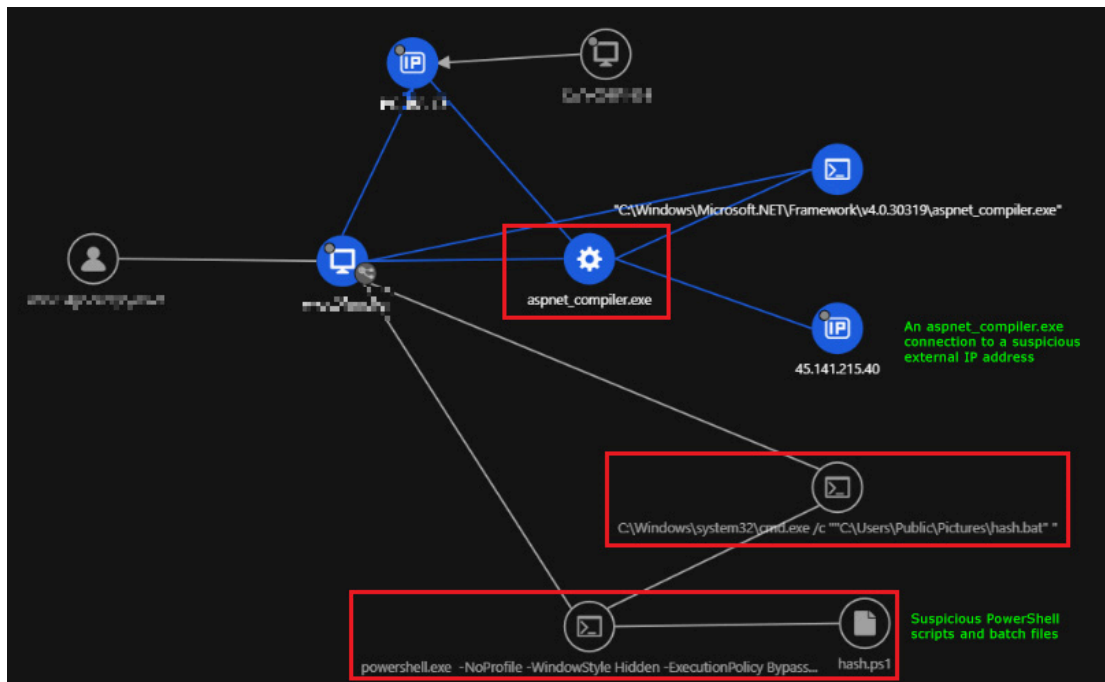 IP
"C:\Windows\Microsoft.NET\Framework\v4.0.30319\aspnet_compiler.exe"
aspnet_compiler.exe
IP
An aspnet_compiler.exe
connection to a suspicious
external IP address
45.141.215.40
C:\Windows\system32\cmd.exe /c ""C:\Users\Public\Pictures\hash.bat" "
Suspicious PowerShell
scripts and batch files
powershell.exe -NoProfile -WindowStyle Hidden -ExecutionPolicy Bypass...
hash.ps1